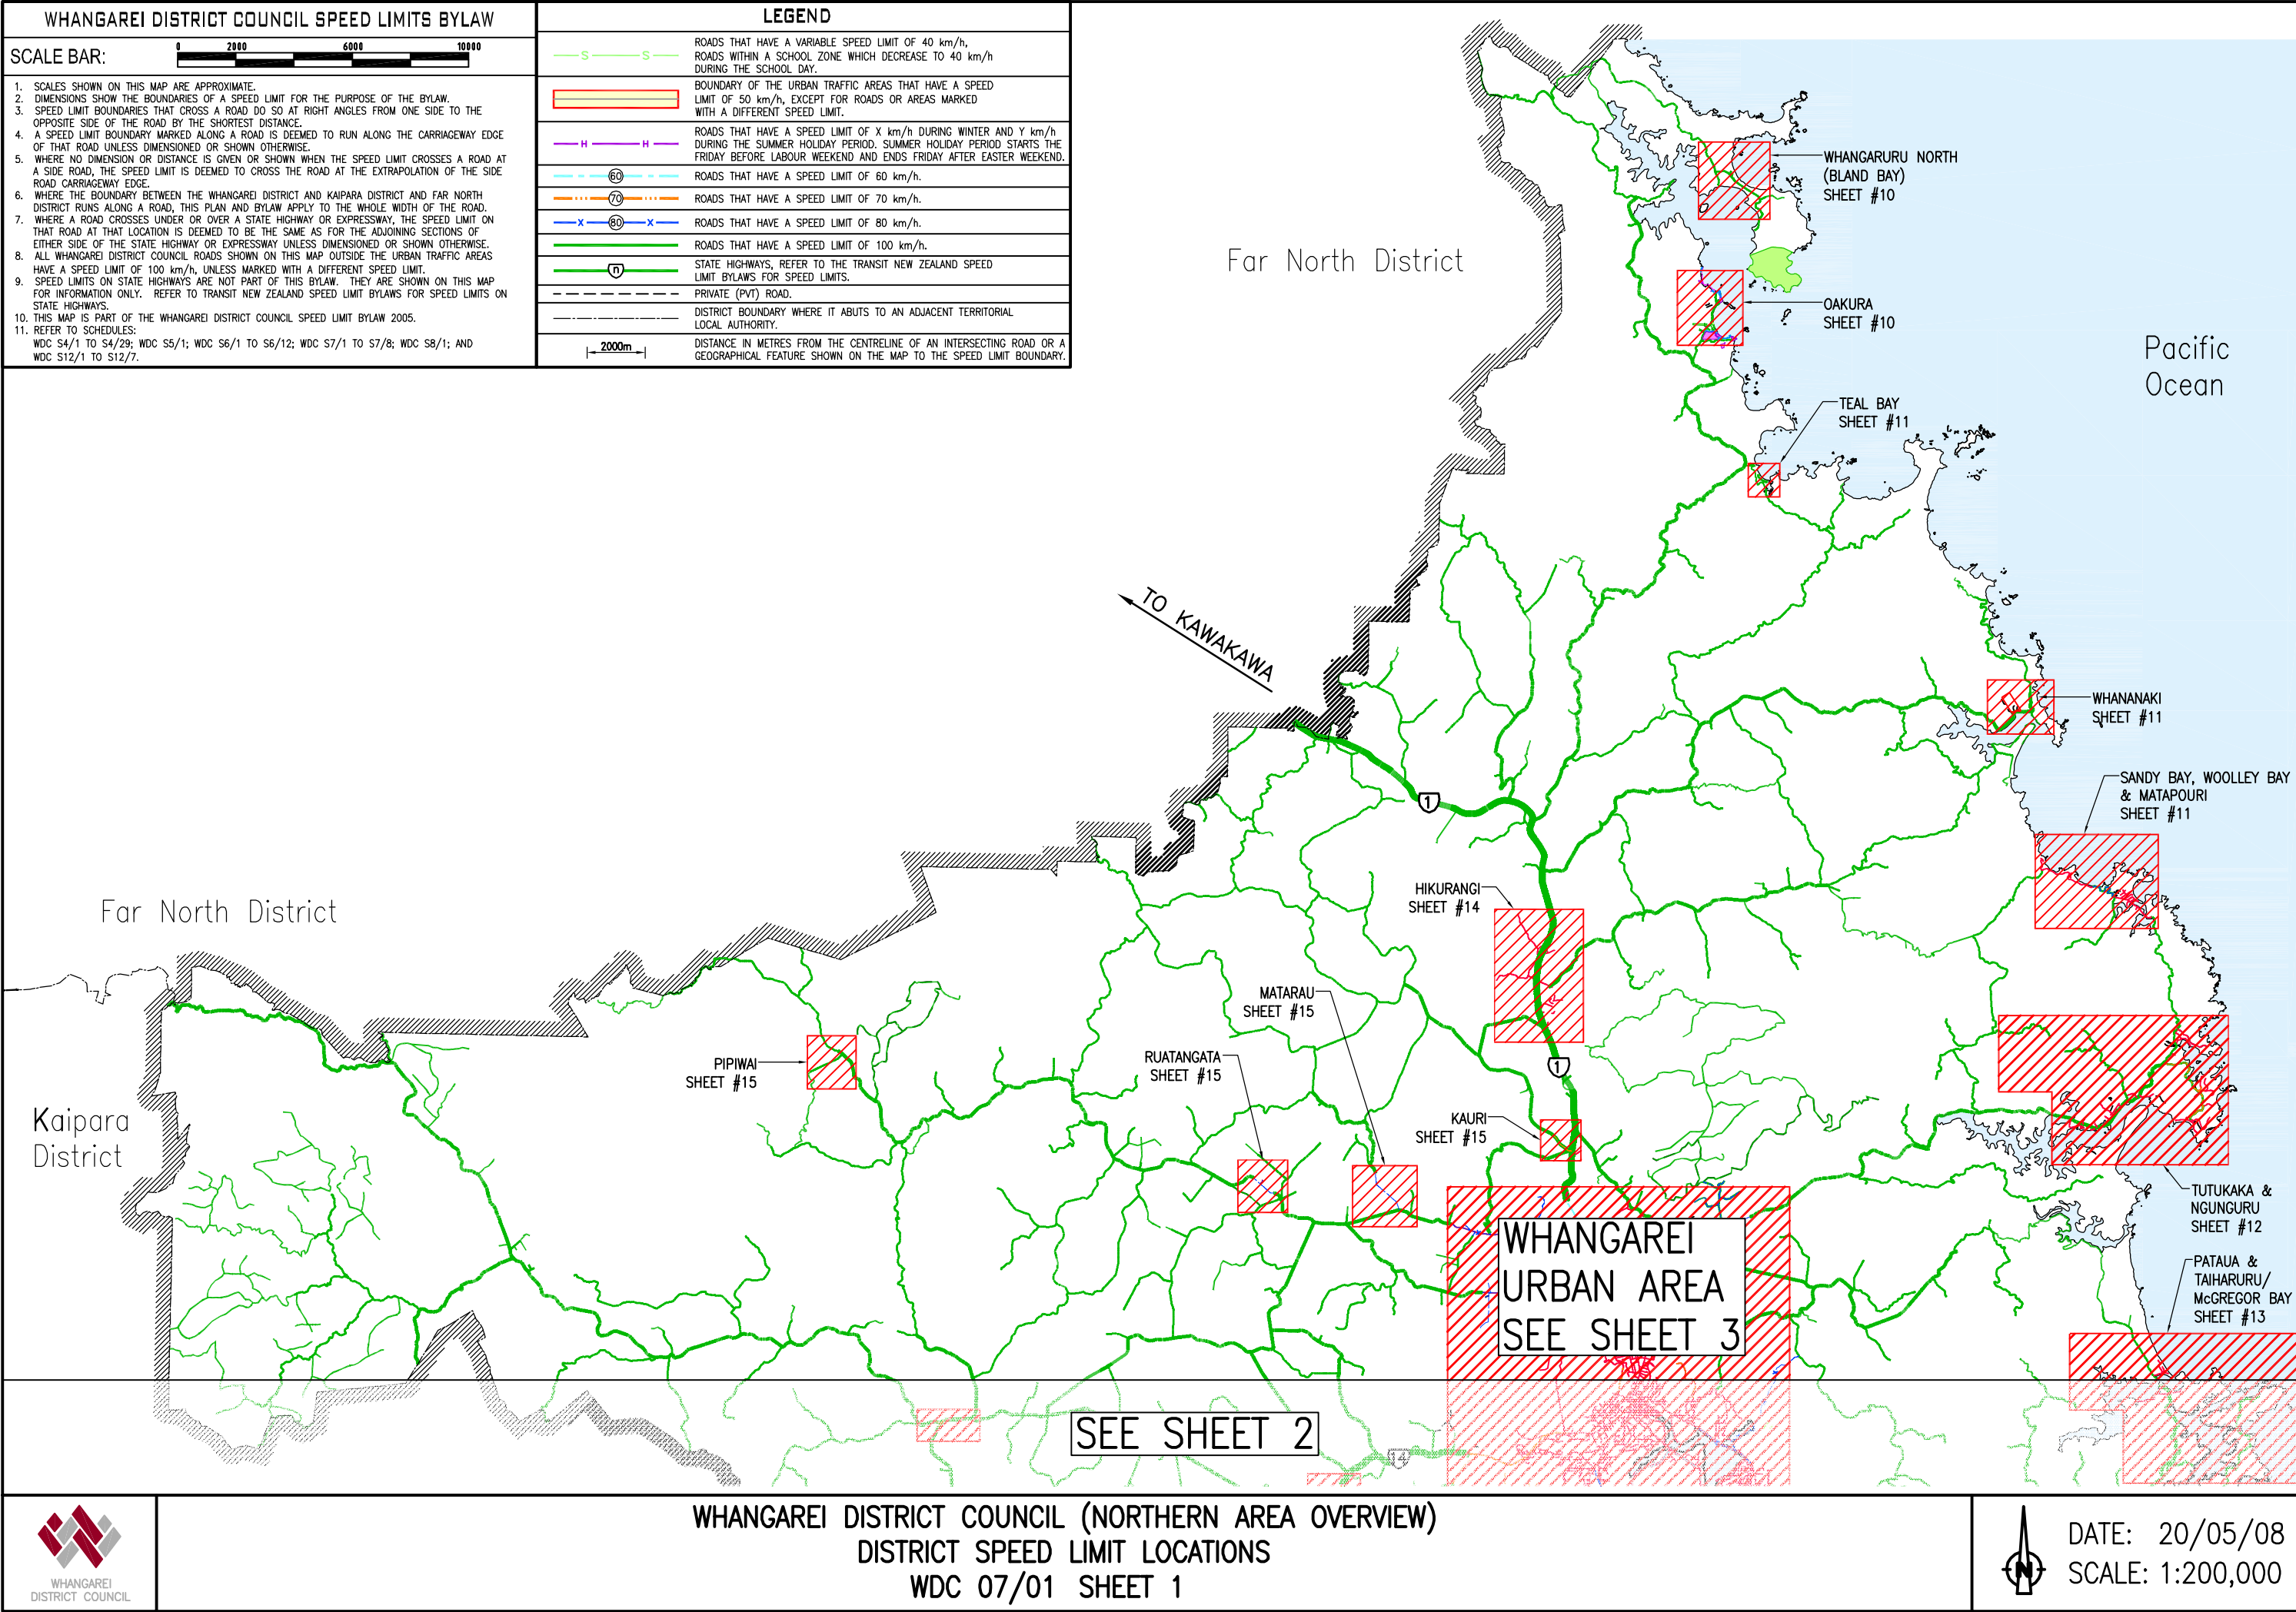 WHANGAREI DISTRICT COUNCIL SPEED LIMITS BYLAW
SCALE BAR:
0 2000 6000 10000
1. SCALES SHOWN ON THIS MAP ARE APPROXIMATE.
2. DIMENSIONS SHOW THE BOUNDARIES OF A SPEED LIMIT FOR THE PURPOSE OF THE BYLAW.
3. SPEED LIMIT BOUNDARIES THAT CROSS A ROAD DO SO AT RIGHT ANGLES FROM ONE SIDE TO THE
OPPOSITE SIDE OF THE ROAD BY THE SHORTEST DISTANCE.
4. A SPEED LIMIT BOUNDARY MARKED ALONG A ROAD IS DEEMED TO RUN ALONG THE CARRIAGEWAY EDGE
OF THAT ROAD UNLESS DIMENSIONED OR SHOWN OTHERWISE.
5. WHERE NO DIMENSION OR DISTANCE IS GIVEN OR SHOWN WHEN THE SPEED LIMIT CROSSES A ROAD AT
A SIDE ROAD, THE SPEED LIMIT IS DEEMED TO CROSS THE ROAD AT THE EXTRAPOLATION OF THE SIDE
ROAD CARRIAGEWAY EDGE.
6. WHERE THE BOUNDARY BETWEEN THE WHANGAREI DISTRICT AND KAIPARA DISTRICT AND FAR NORTH
DISTRICT RUNS ALONG A ROAD, THIS PLAN AND BYLAW APPLY TO THE WHOLE WIDTH OF THE ROAD.
7. WHERE A ROAD CROSSES UNDER OR OVER A STATE HIGHWAY OR EXPRESSWAY, THE SPEED LIMIT ON
THAT ROAD AT THAT LOCATION IS DEEMED TO BE THE SAME AS FOR THE ADJOINING SECTIONS OF
EITHER SIDE OF THE STATE HIGHWAY OR EXPRESSWAY UNLESS DIMENSIONED OR SHOWN OTHERWISE.
8. ALL WHANGAREI DISTRICT COUNCIL ROADS SHOWN ON THIS MAP OUTSIDE THE URBAN TRAFFIC AREAS
HAVE A SPEED LIMIT OF 100 km/h, UNLESS MARKED WITH A DIFFERENT SPEED LIMIT.
9. SPEED LIMITS ON STATE HIGHWAYS ARE NOT PART OF THIS BYLAW. THEY ARE SHOWN ON THIS MAP
FOR INFORMATION ONLY. REFER TO TRANSIT NEW ZEALAND SPEED LIMIT BYLAWS FOR SPEED LIMITS ON
STATE HIGHWAYS.
10. THIS MAP IS PART OF THE WHANGAREI DISTRICT COUNCIL SPEED LIMIT BYLAW 2005.
11. REFER TO SCHEDULES:
WDC S4/1 TO S4/29; WDC S5/1; WDC S6/1 TO S6/12; WDC S7/1 TO S7/8; WDC S8/1; AND
WDC S12/1 TO S12/7.
LEGEND
S S
ROADS THAT HAVE A VARIABLE SPEED LIMIT OF 40 km/h,
ROADS WITHIN A SCHOOL ZONE WHICH DECREASE TO 40 km/h
DURING THE SCHOOL DAY.
BOUNDARY OF THE URBAN TRAFFIC AREAS THAT HAVE A SPEED
LIMIT OF 50 km/h, EXCEPT FOR ROADS OR AREAS MARKED
WITH A DIFFERENT SPEED LIMIT.
H H
ROADS THAT HAVE A SPEED LIMIT OF X km/h DURING WINTER AND Y km/h
DURING THE SUMMER HOLIDAY PERIOD. SUMMER HOLIDAY PERIOD STARTS THE
FRIDAY BEFORE LABOUR WEEKEND AND ENDS FRIDAY AFTER EASTER WEEKEND.
60 ROADS THAT HAVE A SPEED LIMIT OF 60 km/h.
70 ROADS THAT HAVE A SPEED LIMIT OF 70 km/h.
X 80 X ROADS THAT HAVE A SPEED LIMIT OF 80 km/h.
ROADS THAT HAVE A SPEED LIMIT OF 100 km/h.
n STATE HIGHWAYS, REFER TO THE TRANSIT NEW ZEALAND SPEED
LIMIT BYLAWS FOR SPEED LIMITS.
PRIVATE (PVT) ROAD.
DISTRICT BOUNDARY WHERE IT ABUTS TO AN ADJACENT TERRITORIAL
LOCAL AUTHORITY.
2000m DISTANCE IN METRES FROM THE CENTRELINE OF AN INTERSECTING ROAD OR A
GEOGRAPHICAL FEATURE SHOWN ON THE MAP TO THE SPEED LIMIT BOUNDARY.
WHANGARURU NORTH
(BLAND BAY)
SHEET #10
Far North District
OAKURA
SHEET #10
Pacific
Ocean
TEAL BAY
SHEET #11
TO KAWAKAWA
WHANANAKI
SHEET #11
SANDY BAY, WOOLLEY BAY
& MATAPOURI
SHEET #11
1
HIKURANGI
SHEET #14
Far North District
MATARAU
SHEET #15
PIPIWAI
SHEET #15
RUATANGATA
SHEET #15
1
Kaipara
District
KAURI
SHEET #15
TUTUKAKA &
NGUNGURU
SHEET #12
WHANGAREI
URBAN AREA
SEE SHEET 3
PATAUA &
TAIHARURU/
McGREGOR BAY
SHEET #13
SEE SHEET 2
14
WHANGAREI
DISTRICT COUNCIL
WHANGAREI DISTRICT COUNCIL (NORTHERN AREA OVERVIEW)
DISTRICT SPEED LIMIT LOCATIONS
WDC 07/01 SHEET 1
N
DATE: 20/05/08
SCALE: 1:200,000